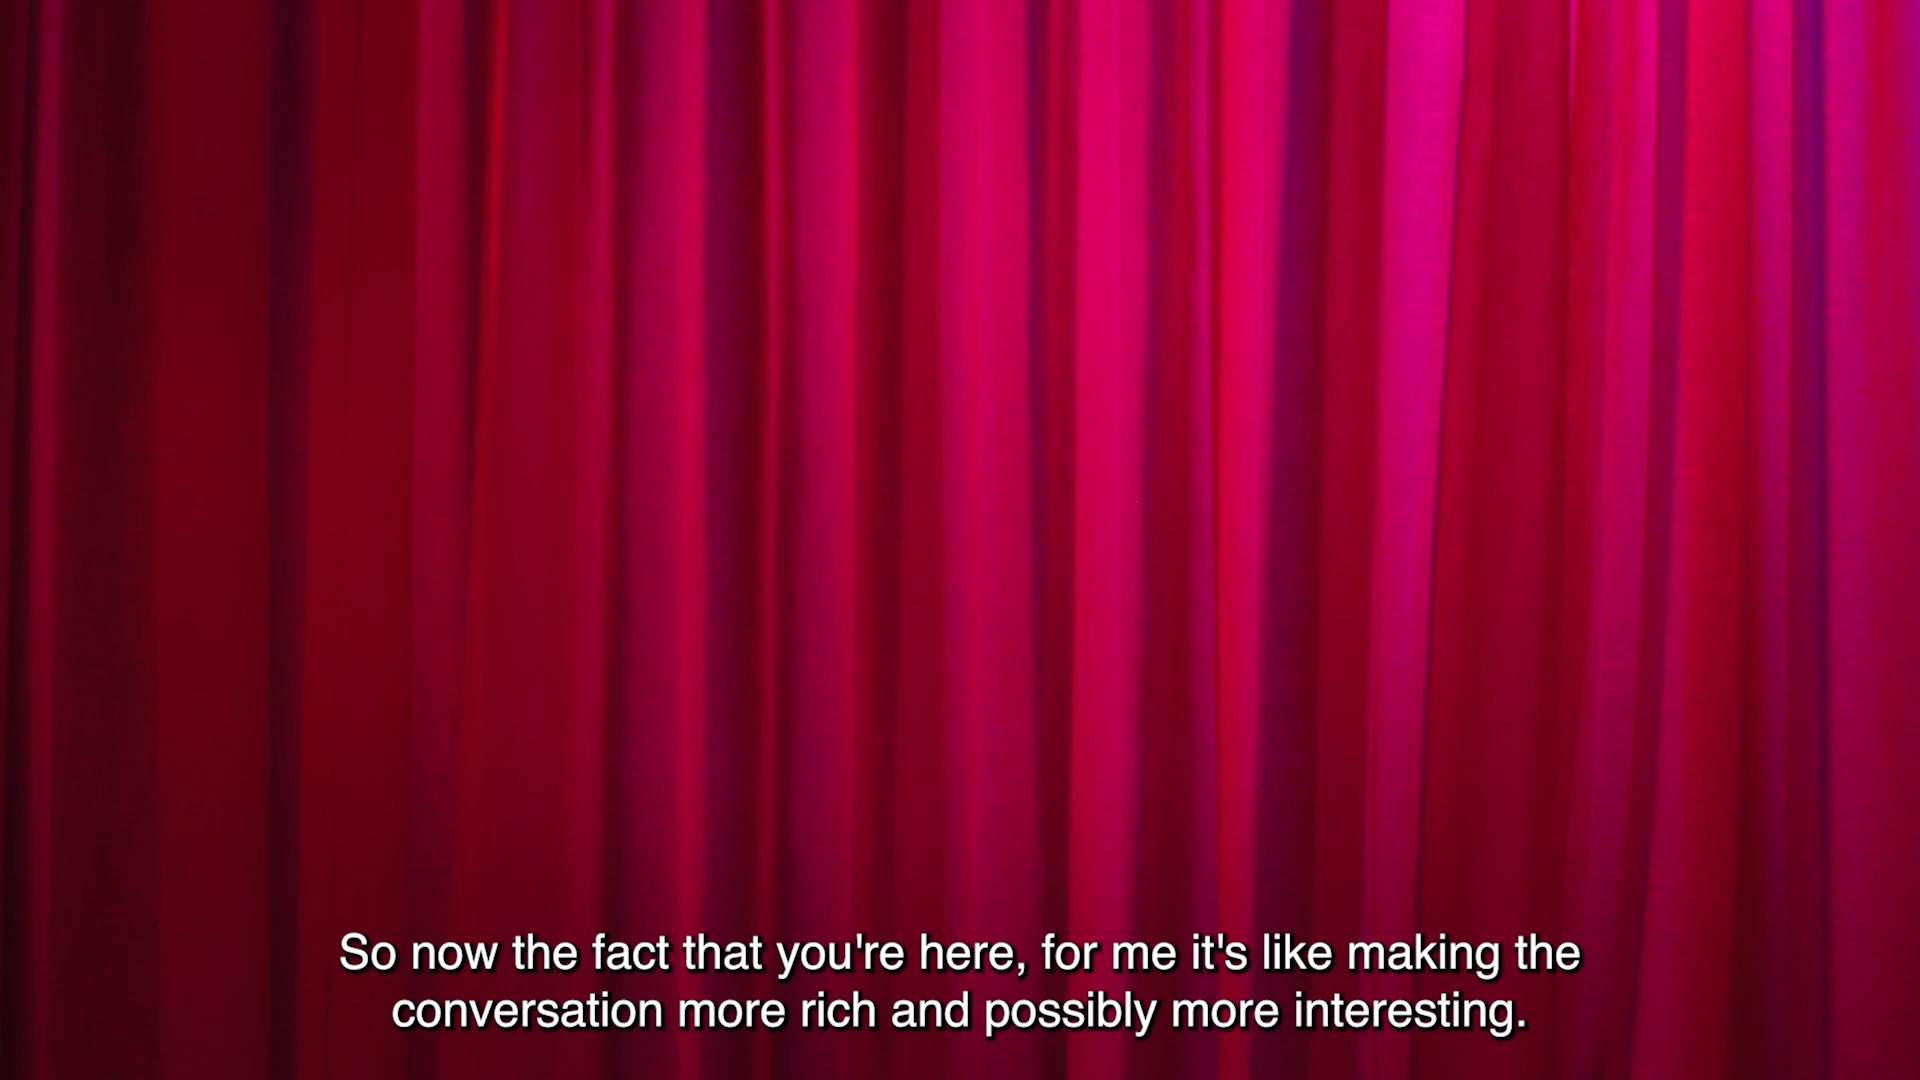 So now the fact that you're here, for me it's like making the
conversation more rich and possibly more interesting.